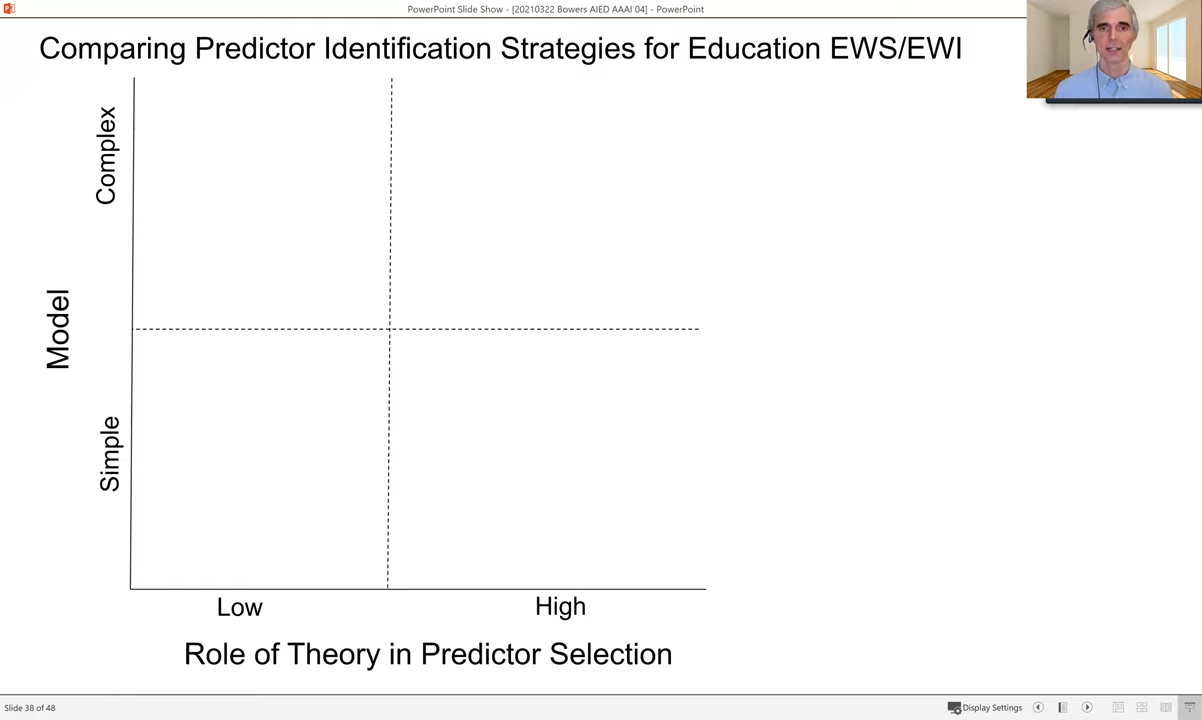 PowerPoint Slide Show - [20210322 Bowers AIED AAAI 04] - PowerPoint
Comparing Predictor Identification Strategies for Education EWS/EWI
Complex
Model
Simple
Low
High
Role of Theory in Predictor Selection
Slide 38 of 48
Display Settings